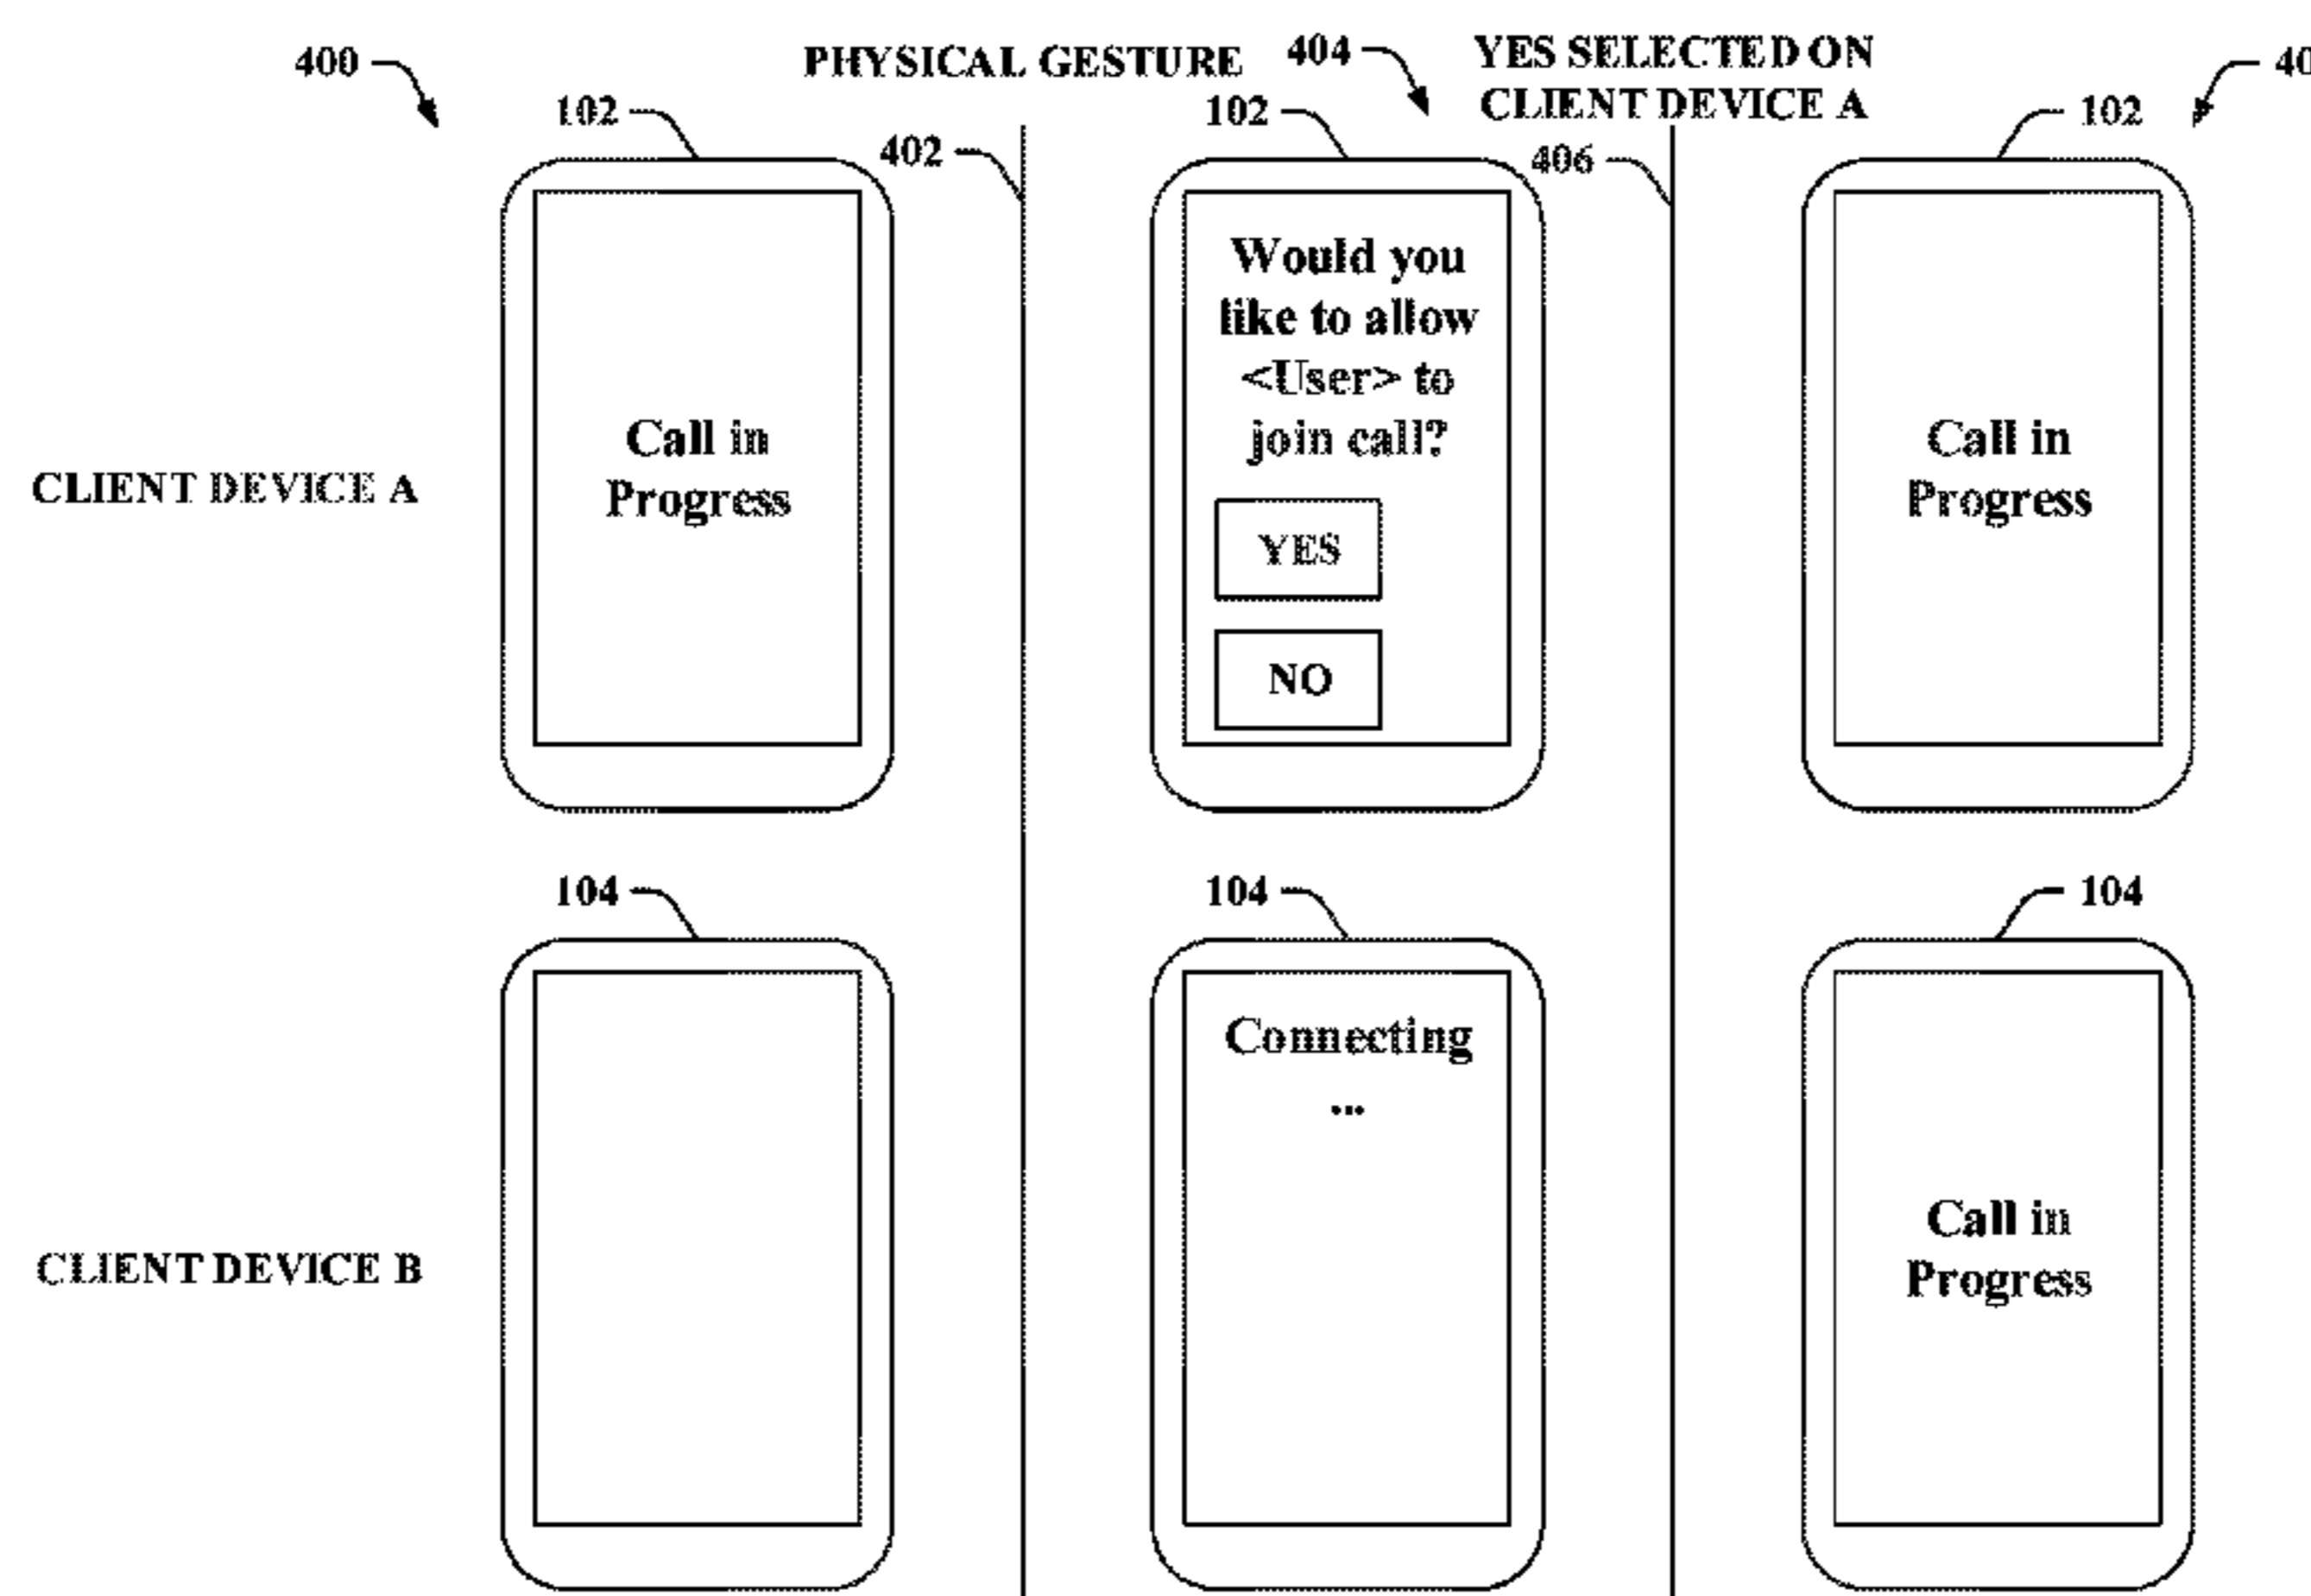 400
PHYSICAL GESTURE
404
YES SELECTED ON
CLIENT DEVICE A
102
402
102
406
102
Call in
Progress
Would you
like to allow
<User> to
join call?
YES
NO
Call in
Progress
CLIENT DEVICE A
104
104
104
Connecting
...
Call in
Progress
CLIENT DEVICE B